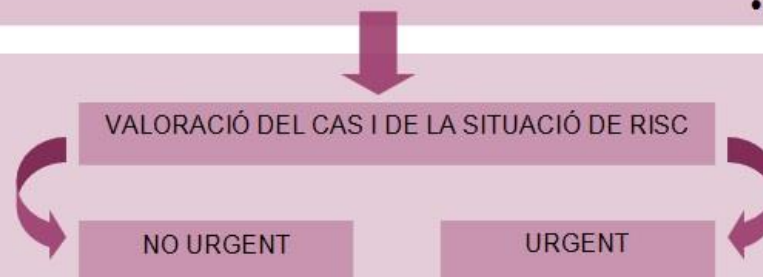 VALORACIÓ DEL CAS I DE LA SITUACIÓ DE RISC
NO URGENT
URGENT